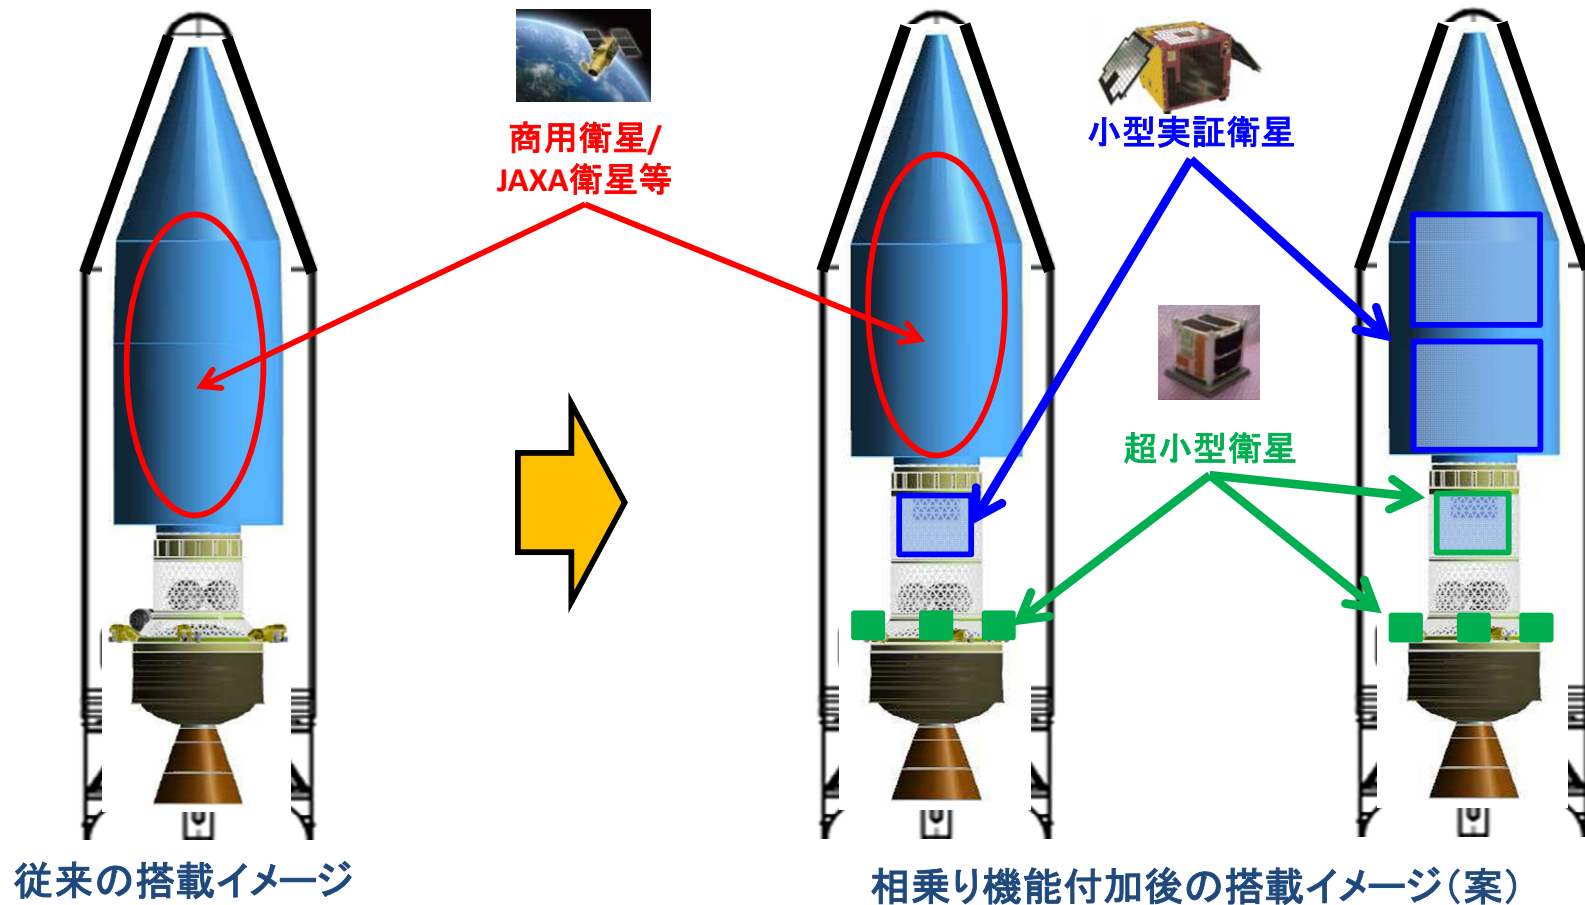 商用衛星/
JAXA衛星等
小型実証衛星
超小型衛星
従来の搭載イメージ
相乗り機能付加後の搭載イメージ(案)